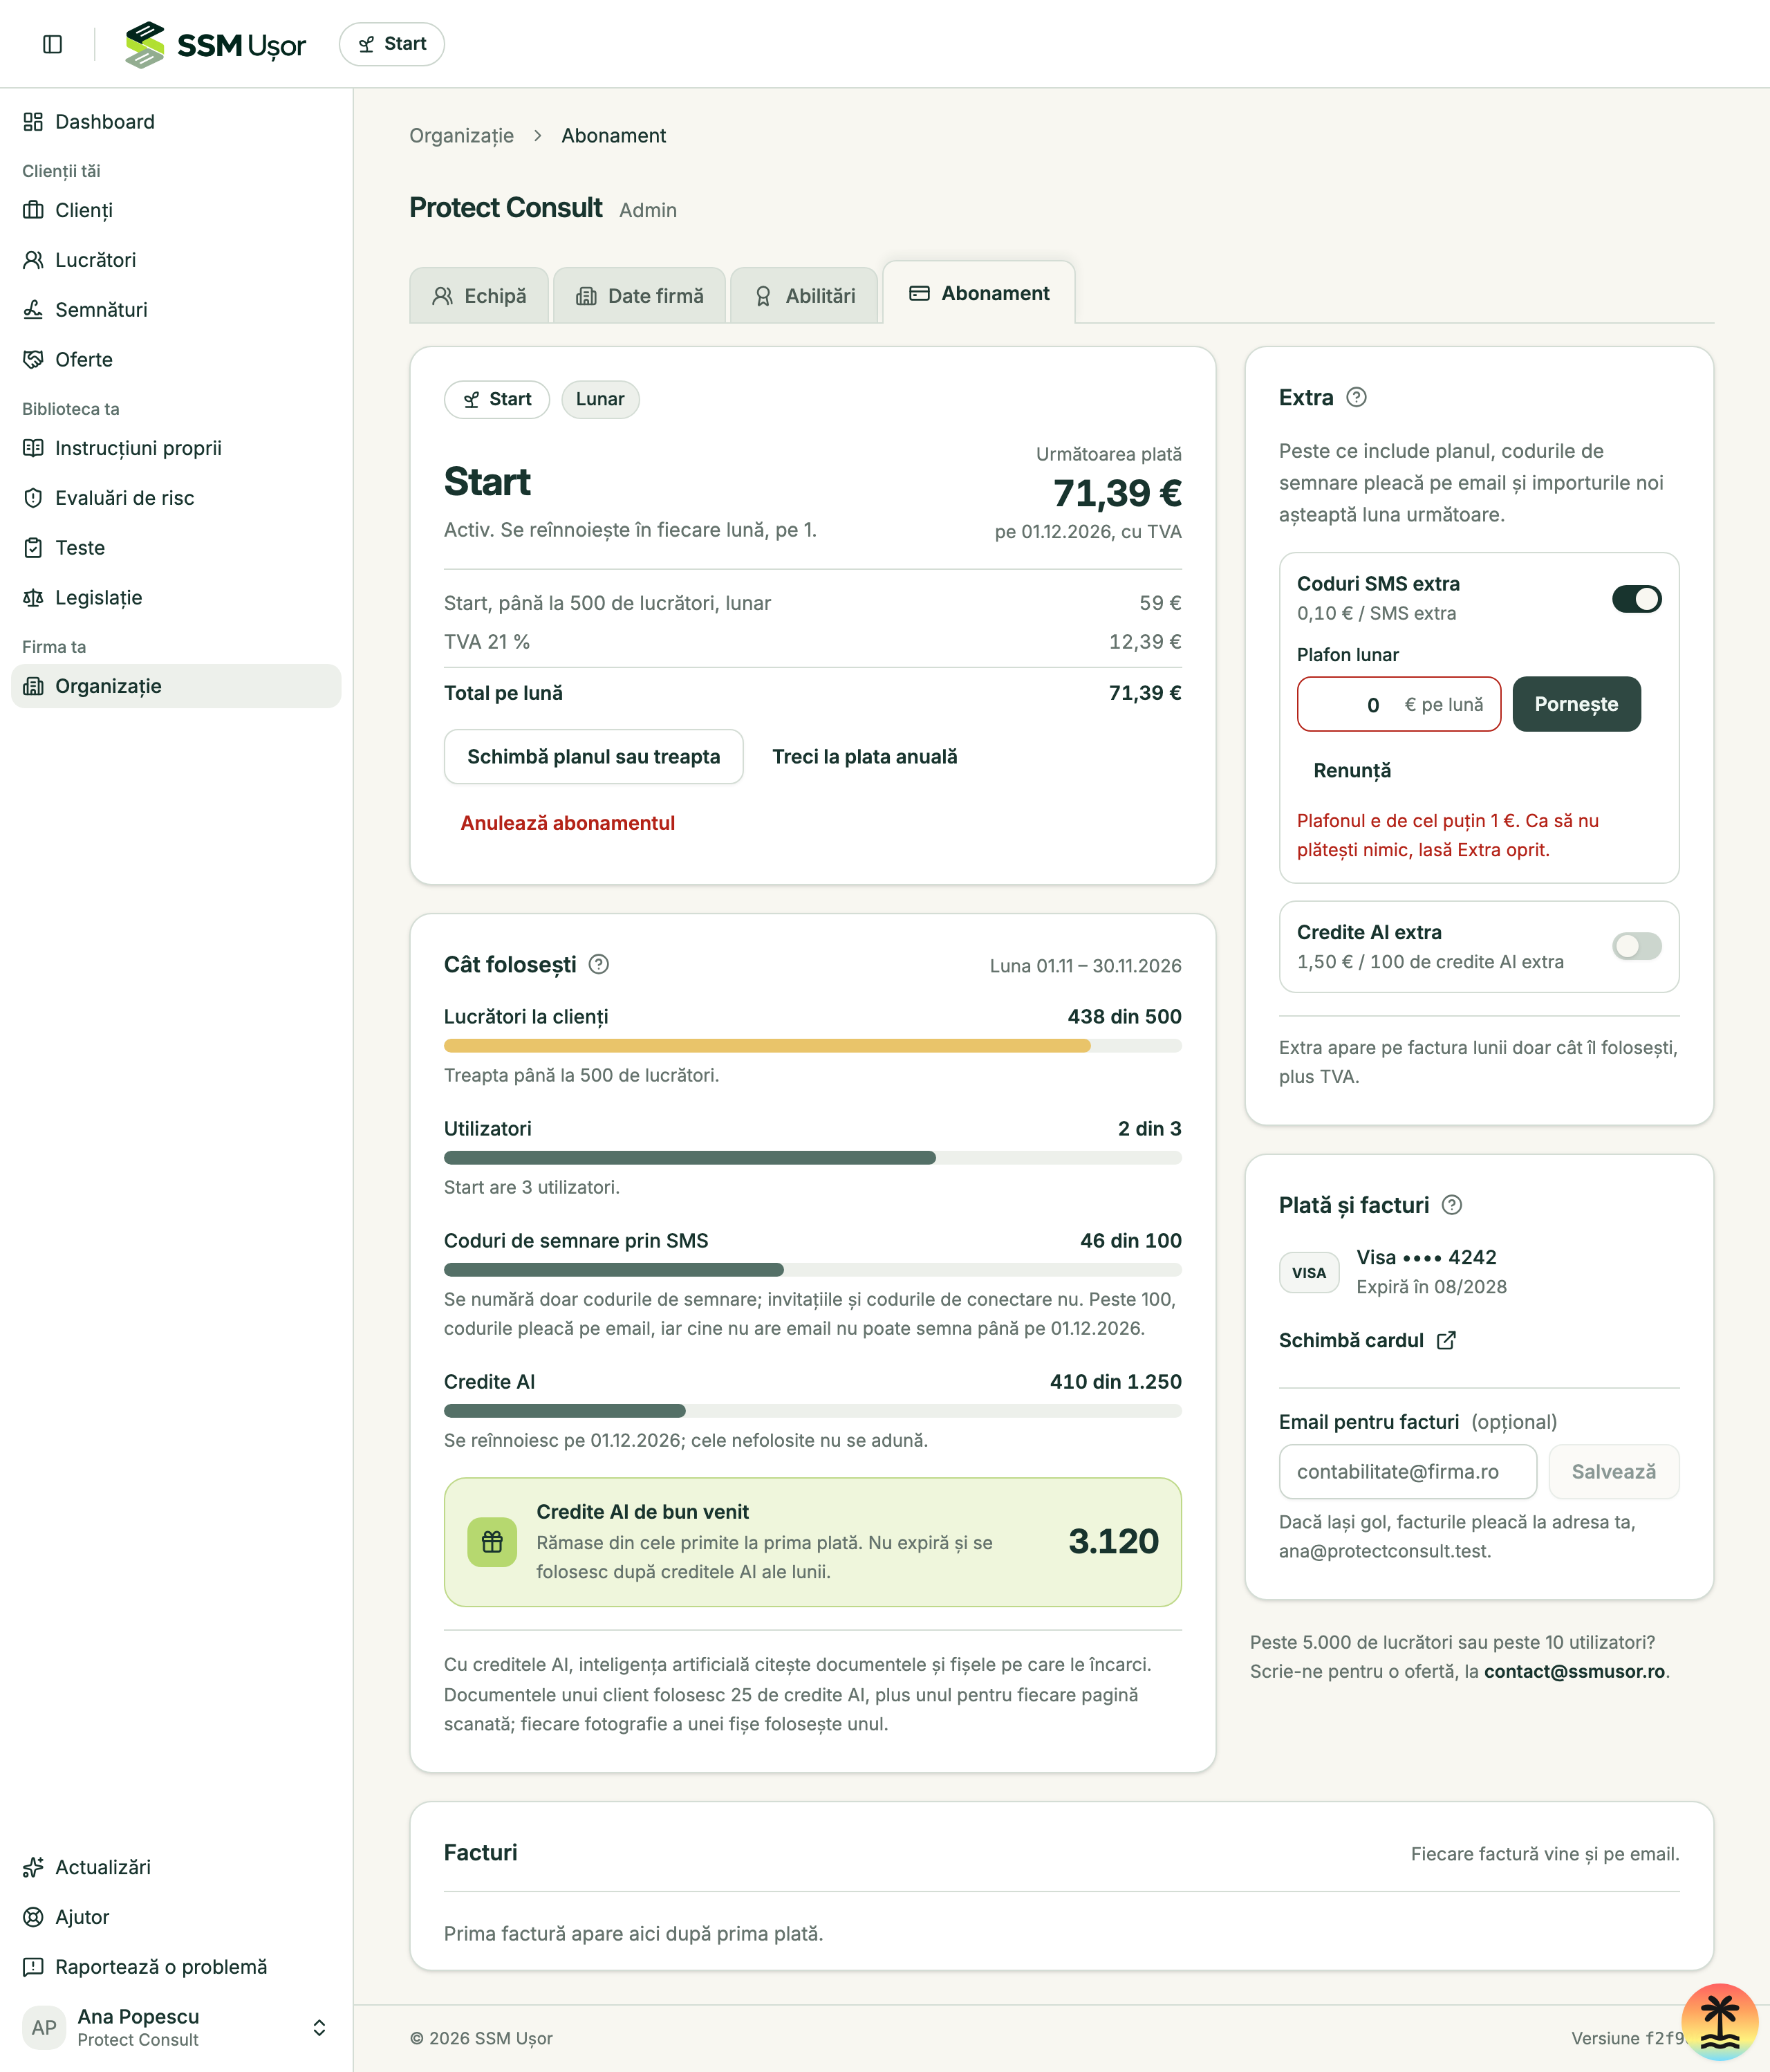 SSM Ușor
Start
Dashboard
Clienții tăi
Clienți
Lucrători
Semnături
Oferte
Biblioteca ta
Instrucțiuni proprii
Evaluări de risc
Teste
Legislație
Firma ta
Organizație
Actualizări
Ajutor
Raportează o problemă
AP
Ana Popescu
Protect Consult
Organizație > Abonament
Protect Consult Admin
Echipă
Date firmă
Abilitări
Abonament
Start
Lunar
Start
Activ. Se reînnoiește în fiecare lună, pe 1.
Următoarea plată
71,39 €
pe 01.12.2026, cu TVA
Start, până la 500 de lucrători, lunar 59 €
TVA 21 % 12,39 €
Total pe lună 71,39 €
Schimbă planul sau treapta
Treci la plata anuală
Anulează abonamentul
Cât folosești
Luna 01.11 – 30.11.2026
Lucrători la clienți 438 din 500
Treapta până la 500 de lucrători.
Utilizatori 2 din 3
Start are 3 utilizatori.
Coduri de semnare prin SMS 46 din 100
Se numără doar codurile de semnare; invitațiile și codurile de conectare nu. Peste 100,
codurile pleacă pe email, iar cine nu are email nu poate semna până pe 01.12.2026.
Credite AI 410 din 1.250
Se reînnoiesc pe 01.12.2026; cele nefolosite nu se adună.
Credite AI de bun venit
Rămase din cele primite la prima plată. Nu expiră și se
folosesc după creditele AI ale lunii.
3.120
Cu creditele AI, inteligența artificială citește documentele și fișele pe care le încarci.
Documentele unui client folosesc 25 de credite AI, plus unul pentru fiecare pagină
scanată; fiecare fotografie a unei fișe folosește unul.
Extra
Peste ce include planul, codurile de
semnare pleacă pe email și importurile noi
așteaptă luna următoare.
Coduri SMS extra
0,10 € / SMS extra
Plafon lunar
0 € pe lună
Pornește
Renunță
Plafonul e de cel puțin 1 €. Ca să nu
plătești nimic, lasă Extra oprit.
Credite AI extra
1,50 € / 100 de credite AI extra
Extra apare pe factura lunii doar cât îl folosești,
plus TVA.
Plată și facturi
VISA
Visa •••• 4242
Expiră în 08/2028
Schimbă cardul
Email pentru facturi (opțional)
contabilitate@firma.ro
Salvează
Dacă lași gol, facturile pleacă la adresa ta,
ana@protectconsult.test.
Peste 5.000 de lucrători sau peste 10 utilizatori?
Scrie-ne pentru o ofertă, la contact@ssmusor.ro.
Facturi
Fiecare factură vine și pe email.
Prima factură apare aici după prima plată.
© 2026 SSM Ușor
Versiune